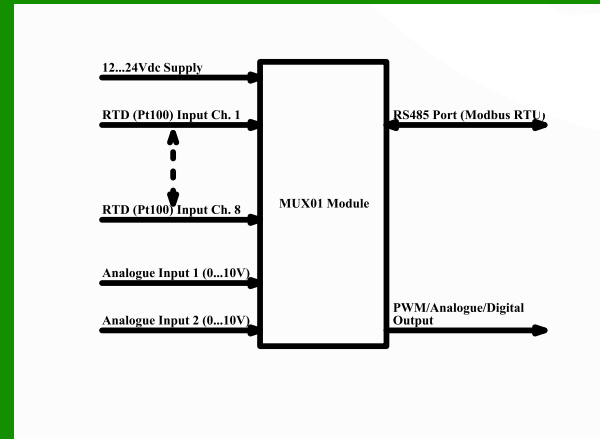 12...24Vdc Supply
RTD (Pt100) Input Ch. 1
RTD (Pt100) Input Ch. 8
Analogue Input 1 (0...10V)
Analogue Input 2 (0...10V)
MUX01 Module
RS485 Port (Modbus RTU)
PWM/Analogue/Digital
Output